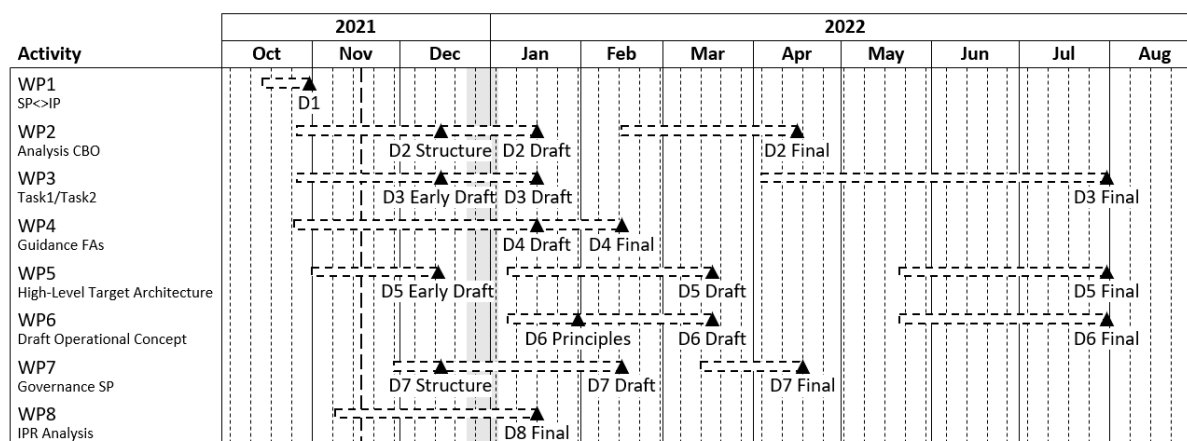 2021 2022
Activity Oct Nov Dec Jan Feb Mar Apr May Jun Jul Aug
WP1
SP<>IP
D1
WP2
Analysis CBO
D2 Structure D2 Draft D2 Final
WP3
Task1/Task2
D3 Early Draft D3 Draft D3 Final
WP4
Guidance FAs
D4 Draft D4 Final
WP5
High-Level Target Architecture
D5 Early Draft D5 Draft D5 Final
WP6
Draft Operational Concept
D6 Principles D6 Draft D6 Final
WP7
Governance SP
D7 Structure D7 Draft D7 Final
WP8
IPR Analysis
D8 Final